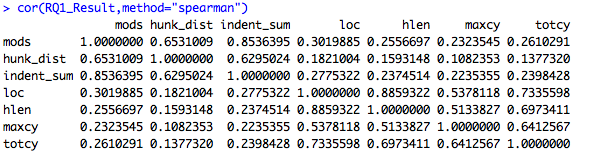 > cor(RQ1_Result,method="spearman")
mods hunk_dist indent_sum loc hlen maxcy totcy
mods 1.0000000 0.6531009 0.8536395 0.3019885 0.2556697 0.2323545 0.2610291
hunk_dist 0.6531009 1.0000000 0.6295024 0.1821004 0.1593148 0.1082353 0.1377320
indent_sum 0.8536395 0.6295024 1.0000000 0.2775322 0.2374514 0.2235355 0.2398428
loc 0.3019885 0.1821004 0.2775322 1.0000000 0.8859322 0.5378118 0.7335598
hlen 0.2556697 0.1593148 0.2374514 0.8859322 1.0000000 0.5133827 0.6973411
maxcy 0.2323545 0.1082353 0.2235355 0.5378118 0.5133827 1.0000000 0.6412567
totcy 0.2610291 0.1377320 0.2398428 0.7335598 0.6973411 0.6412567 1.0000000